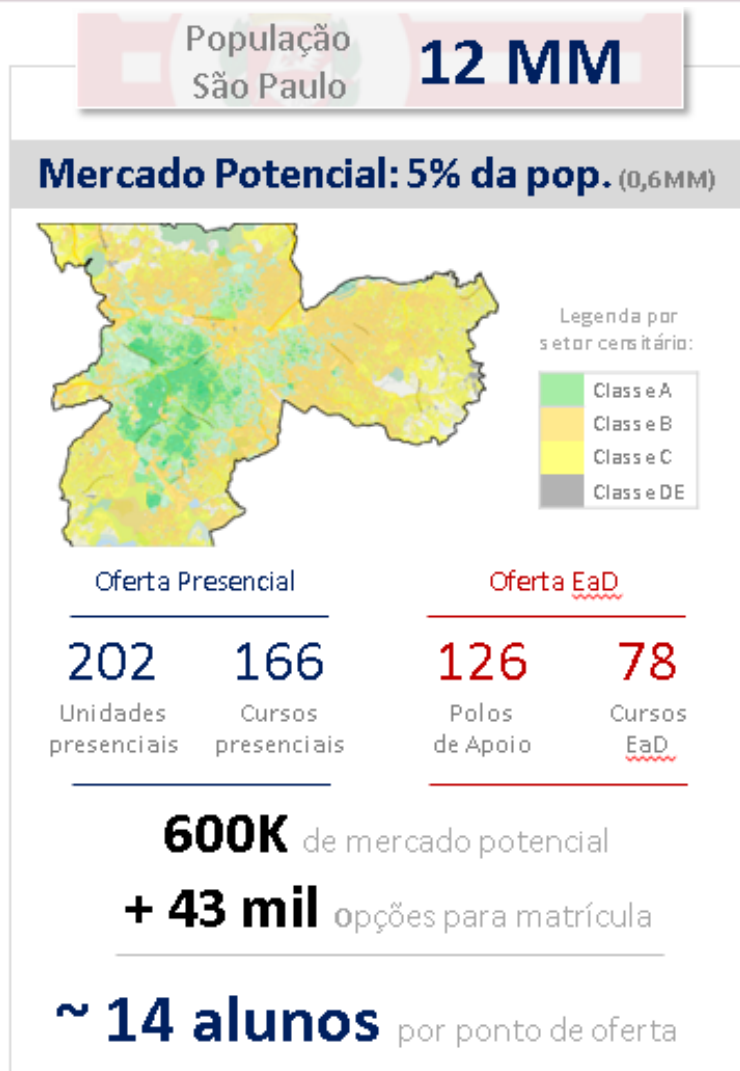 População
São Paulo
12 MM
Mercado Potencial: 5% da pop. (0,6MM)
Legenda por
setor censitário:
Classe A
Classe B
Classe C
Classe DE
Oferta Presencial
202
166
Unidades
presenciais
Cursos
presenciais
Oferta EaD
126
78
Polos
de Apoio
Cursos
EaD
600K de mercado potencial
+ 43 mil opções para matrícula
~ 14 alunos por ponto de oferta